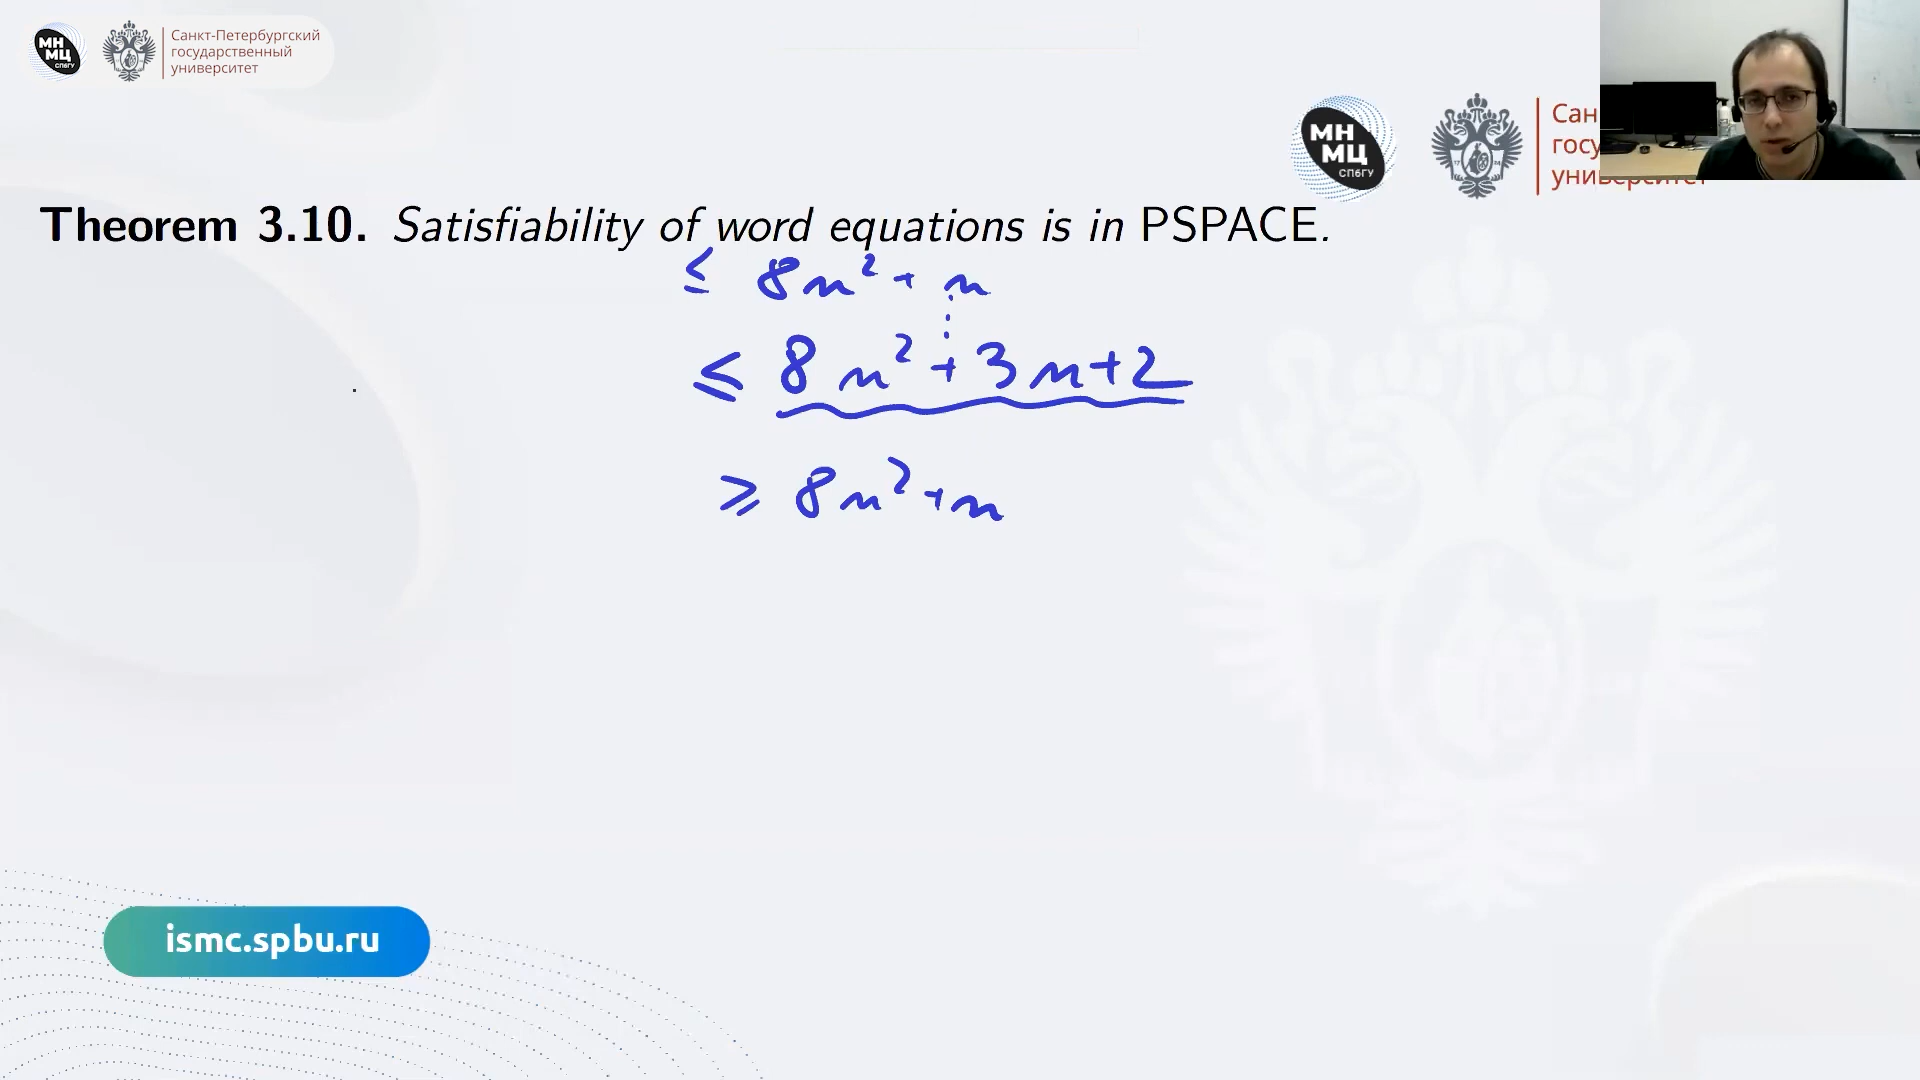 МН
МЦ
СПбГУ
Санкт-Петербургский
государственный
университет
МН
МЦ
СПбГУ
Сан
госу
университет
Theorem 3.10. Satisfiability of word equations is in PSPACE.
≤ 8n² + n
≤ 8n² + 3n + 2
≥ 8n² + n
ismc.spbu.ru